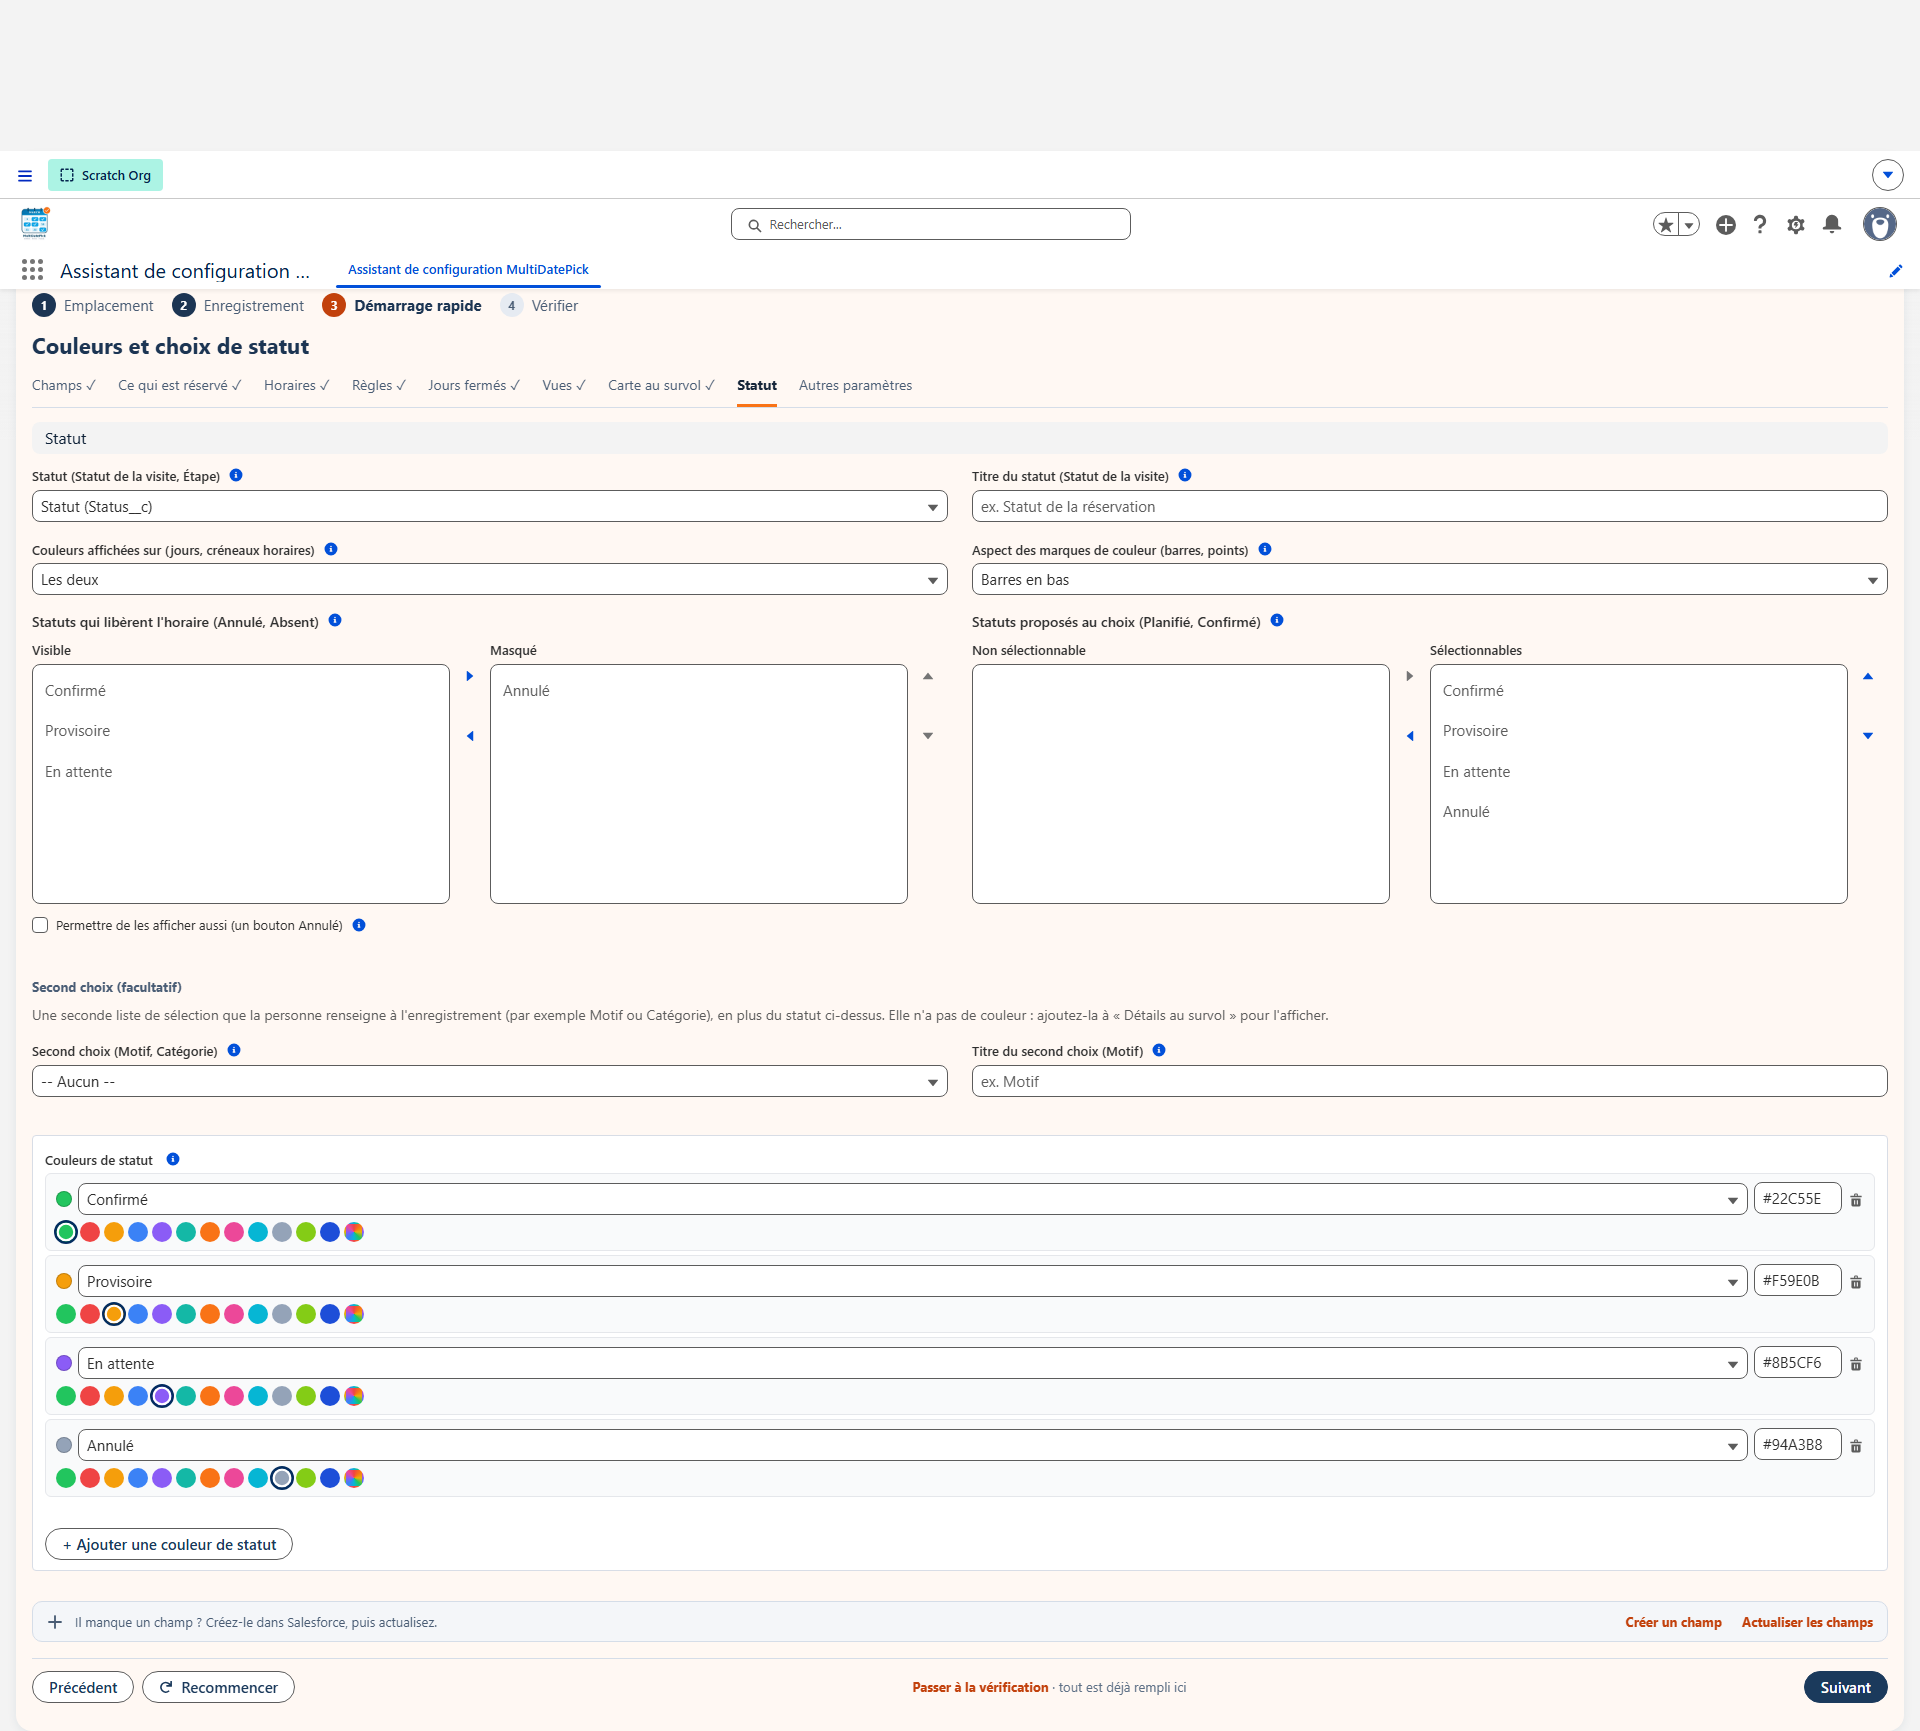 Scratch Org
Rechercher...
Assistant de configuration ...
Assistant de configuration MultiDatePick
1 Emplacement 2 Enregistrement 3 Démarrage rapide 4 Vérifier
Couleurs et choix de statut
Champs ✓ Ce qui est réservé ✓ Horaires ✓ Règles ✓ Jours fermés ✓ Vues ✓ Carte au survol ✓ Statut Autres paramètres
Statut
Statut (Statut de la visite, Étape)
Titre du statut (Statut de la visite)
Statut (Status__c)
ex. Statut de la réservation
Couleurs affichées sur (jours, créneaux horaires)
Aspect des marques de couleur (barres, points)
Les deux
Barres en bas
Statuts qui libèrent l'horaire (Annulé, Absent)
Statuts proposés au choix (Planifié, Confirmé)
Visible
Masqué
Non sélectionnable
Sélectionnables
Confirmé
Provisoire
En attente
Annulé
Confirmé
Provisoire
En attente
Annulé
Permettre de les afficher aussi (un bouton Annulé)
Second choix (facultatif)
Une seconde liste de sélection que la personne renseigne à l'enregistrement (par exemple Motif ou Catégorie), en plus du statut ci-dessus. Elle n'a pas de couleur : ajoutez-la à « Détails au survol » pour l'afficher.
Second choix (Motif, Catégorie)
Titre du second choix (Motif)
-- Aucun --
ex. Motif
Couleurs de statut
Confirmé #22C55E
Provisoire #F59E0B
En attente #8B5CF6
Annulé #94A3B8
+ Ajouter une couleur de statut
Il manque un champ ? Créez-le dans Salesforce, puis actualisez.
Créer un champ Actualiser les champs
Précédent Recommencer Passer à la vérification · tout est déjà rempli ici Suivant